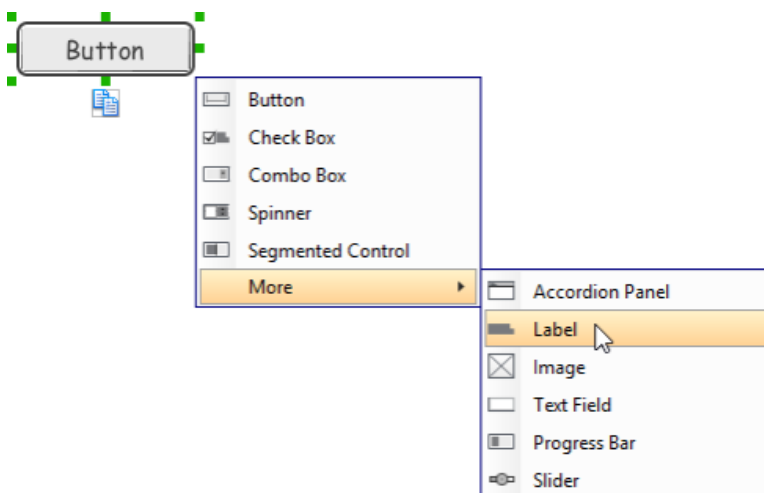 Button
Button
Check Box
Combo Box
Spinner
Segmented Control
More
Accordion Panel
Label
Image
Text Field
Progress Bar
Slider